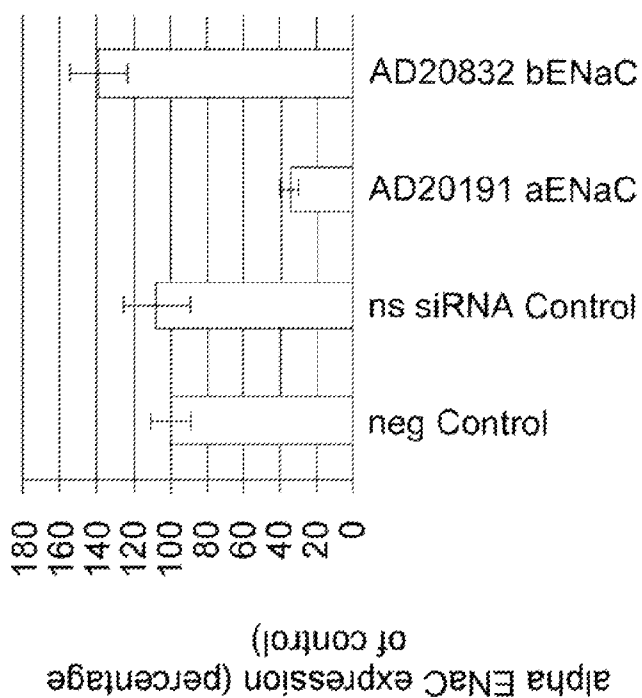 AD20832 bENaC
AD20191 aENaC
ns siRNA Control
neg Control
180
160
140
120
100
80
60
40
20
0
alpha ENaC expression (percentage
of control)